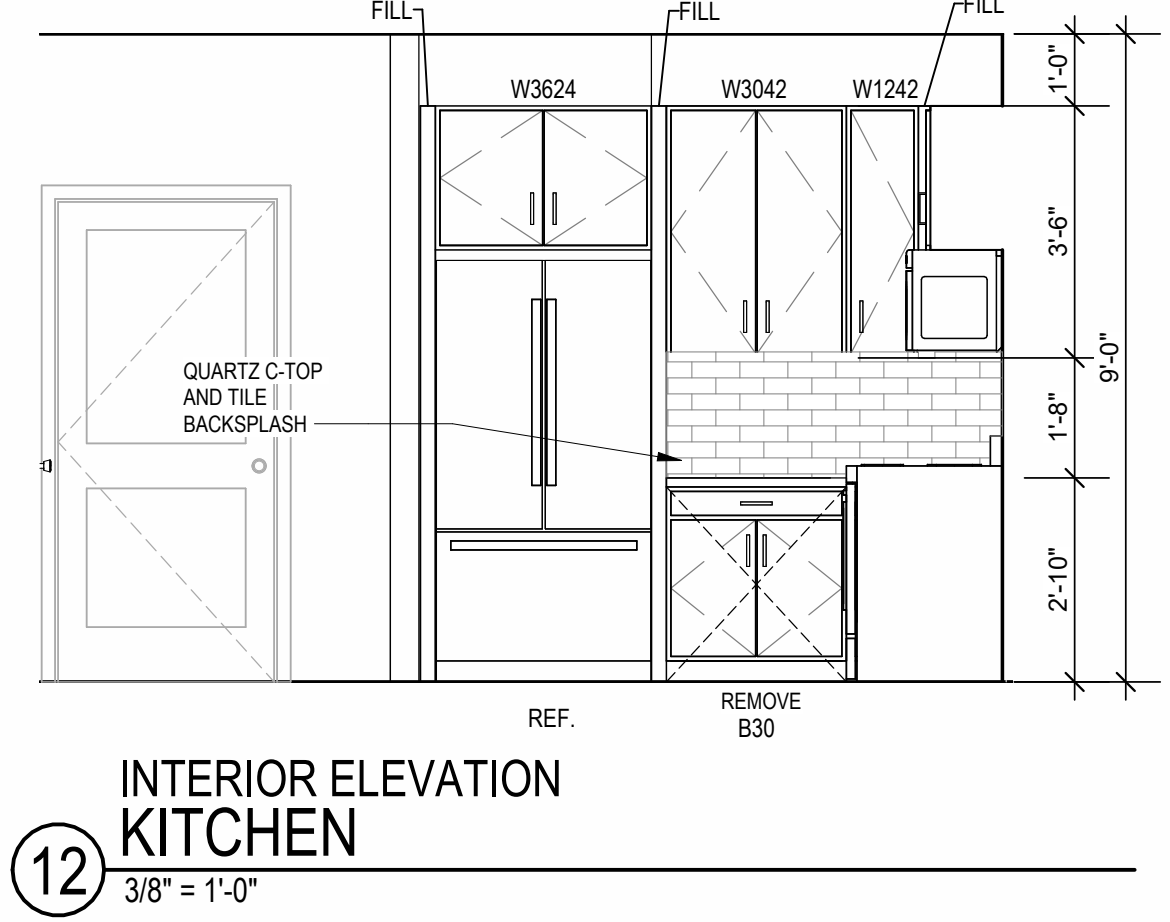 FILL
FILL
FILL
W3624
W3042
W1242
1'-0"
3'-6"
9'-0"
1'-8"
2'-10"
QUARTZ C-TOP
AND TILE
BACKSPLASH
REF.
REMOVE
B30
INTERIOR ELEVATION
KITCHEN
12
3/8" = 1'-0"